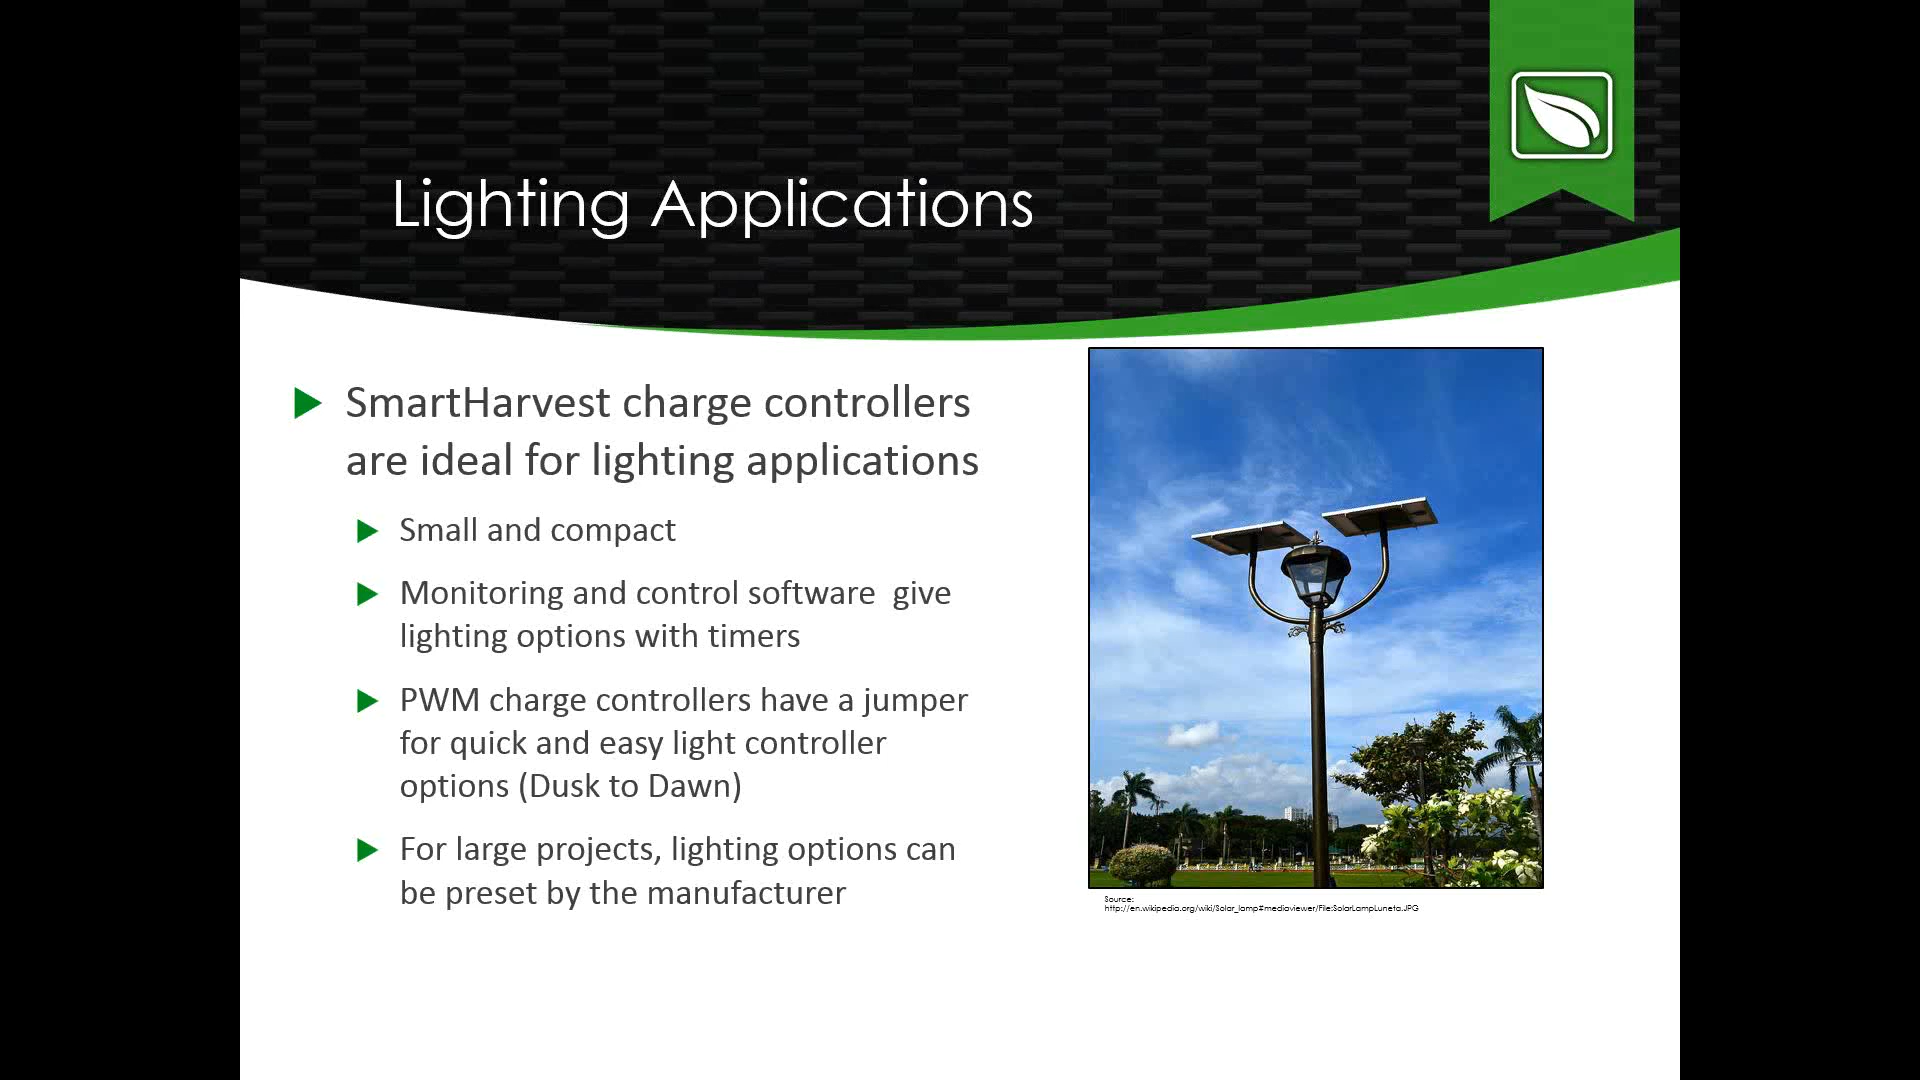 Lighting Applications
SmartHarvest charge controllers
are ideal for lighting applications
Small and compact
Monitoring and control software  give
lighting options with timers
PWM charge controllers have a jumper
for quick and easy light controller
options (Dusk to Dawn)
For large projects, lighting options can
be preset by the manufacturer
Source:
http://en.wikipedia.org/wiki/Solar_lamp#mediaviewer/File:SolarLampLuneta.JPG